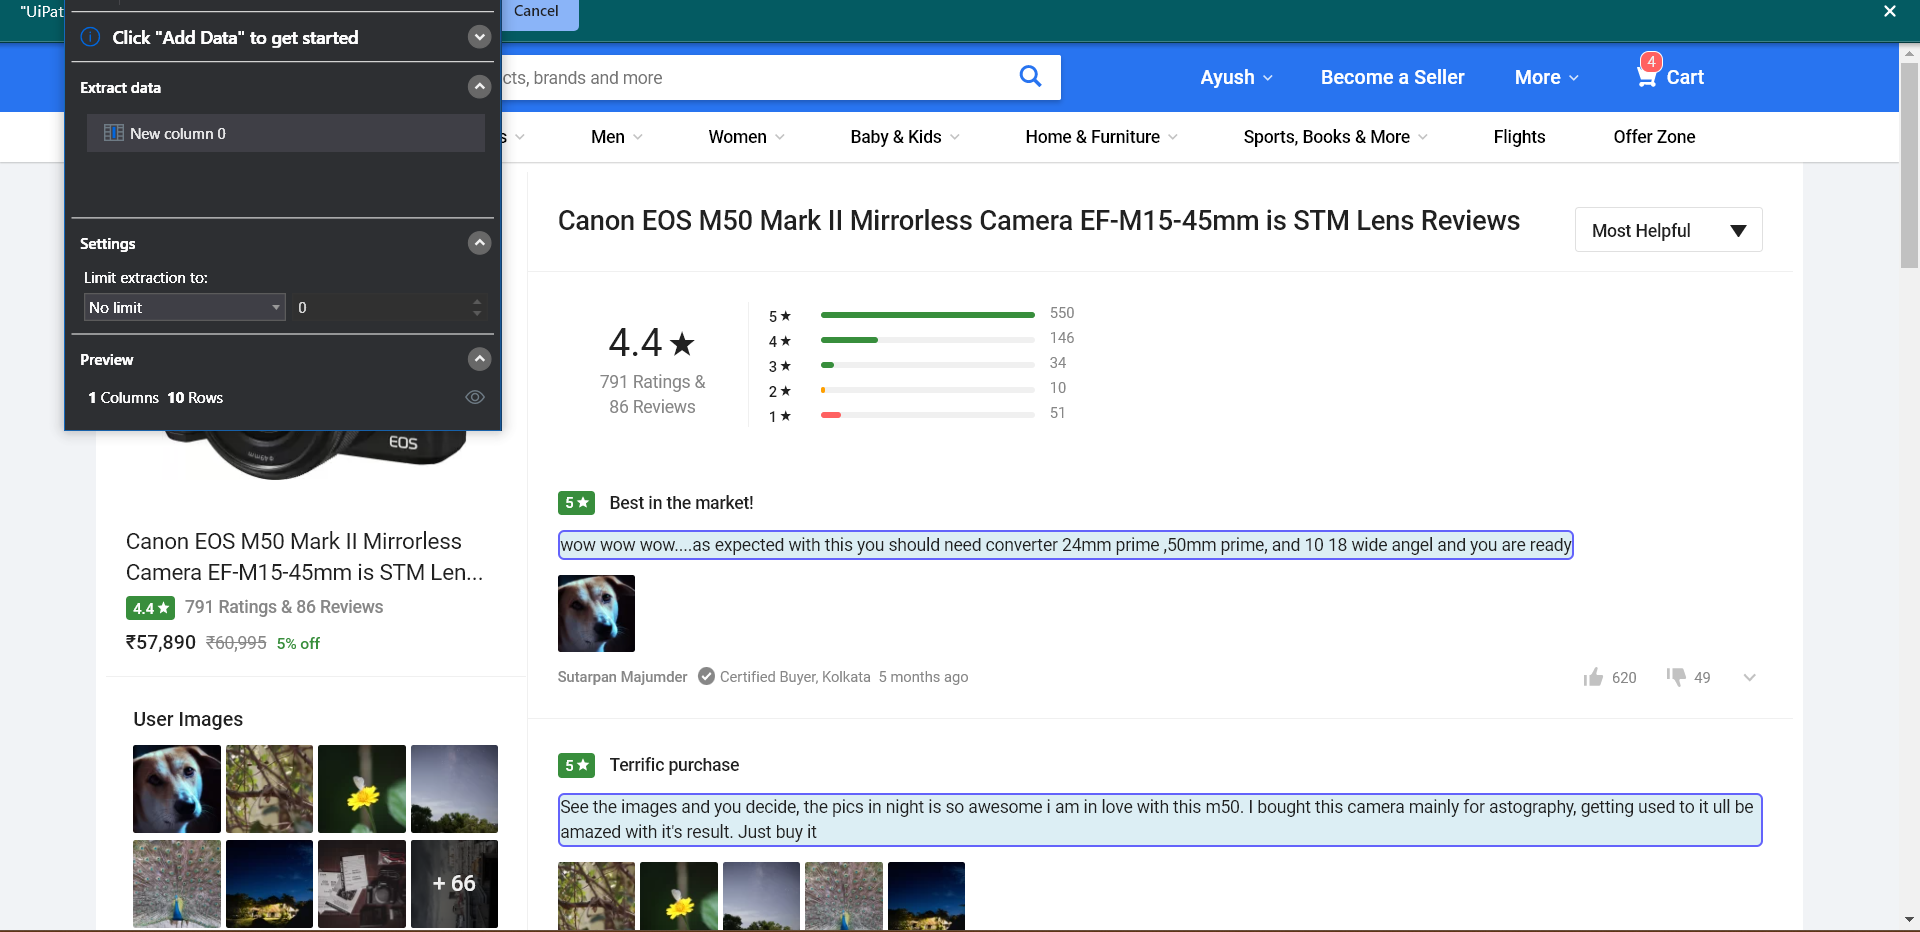 "UiPat
Cancel
Click "Add Data" to get started
Extract data
New column 0
Settings
Limit extraction to:
No limit
0
Preview
1 Columns 10 Rows
cts, brands and more
Ayush
Become a Seller
More
4
Cart
s
Men
Women
Baby & Kids
Home & Furniture
Sports, Books & More
Flights
Offer Zone
EOS
Canon EOS M50 Mark II Mirrorless
Camera EF-M15-45mm is STM Len...
4.4★ 791 Ratings & 86 Reviews
₹57,890 ₹60,995 5% off
User Images
+ 66
Canon EOS M50 Mark II Mirrorless Camera EF-M15-45mm is STM Lens Reviews
Most Helpful
4.4★
791 Ratings &
86 Reviews
5★ 550
4★ 146
3★ 34
2★ 10
1★ 51
5★ Best in the market!
wow wow wow....as expected with this you should need converter 24mm prime ,50mm prime, and 10 18 wide angel and you are ready
Sutarpan Majumder Certified Buyer, Kolkata 5 months ago
620 49
5★ Terrific purchase
See the images and you decide, the pics in night is so awesome i am in love with this m50. I bought this camera mainly for astography, getting used to it ull be
amazed with it's result. Just buy it